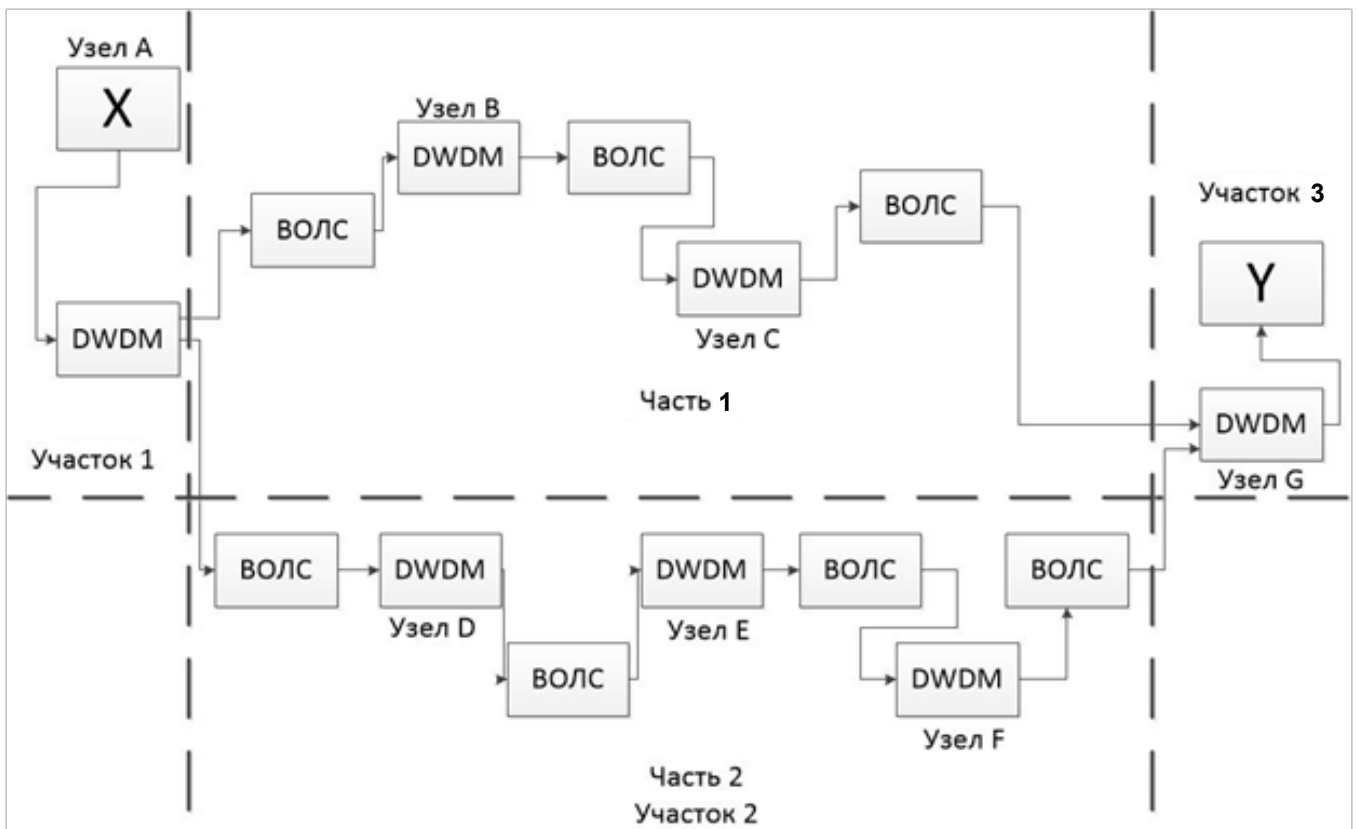 Узел A
X
Узел B
DWDM
ВОЛС
ВОЛС
ВОЛС
Участок 3
Y
DWDM
Узел C
DWDM
Часть 1
DWDM
Узел G
Участок 1
ВОЛС
DWDM
Узел D
ВОЛС
DWDM
Узел E
ВОЛС
DWDM
Узел F
ВОЛС
Часть 2
Участок 2